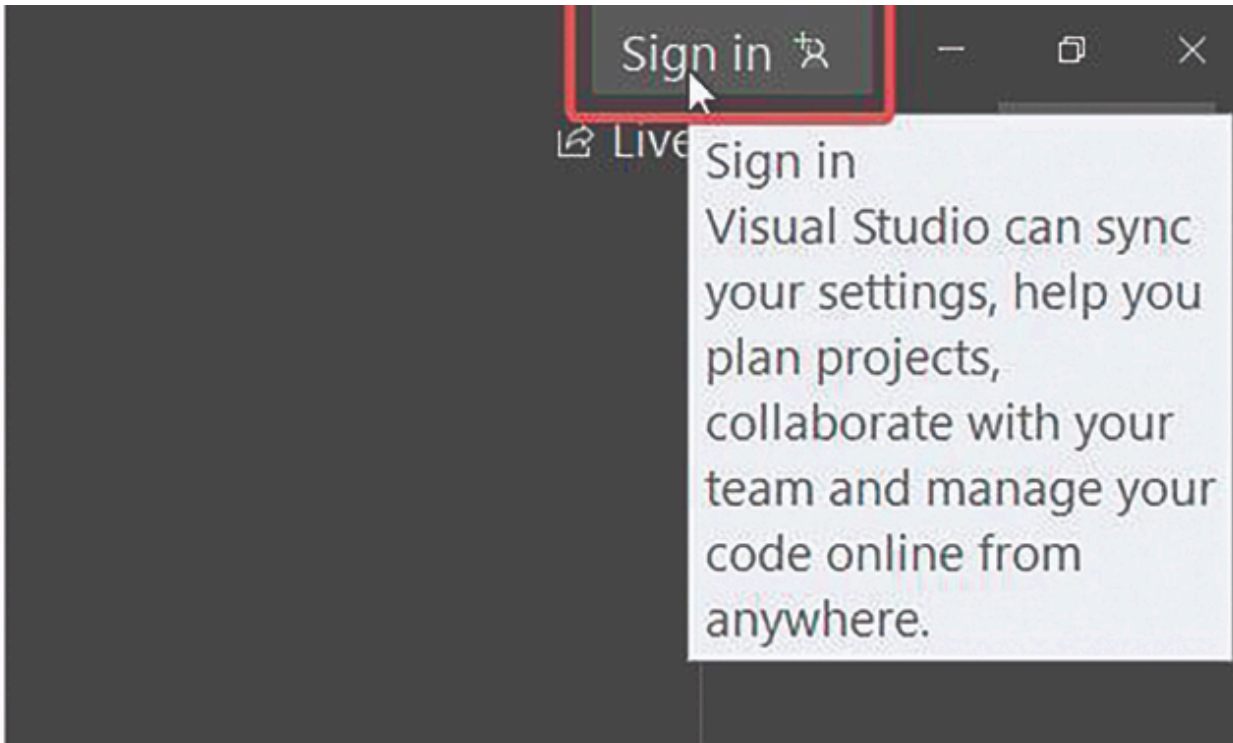 Sign in
Live
Sign in
Visual Studio can sync
your settings, help you
plan projects,
collaborate with your
team and manage your
code online from
anywhere.